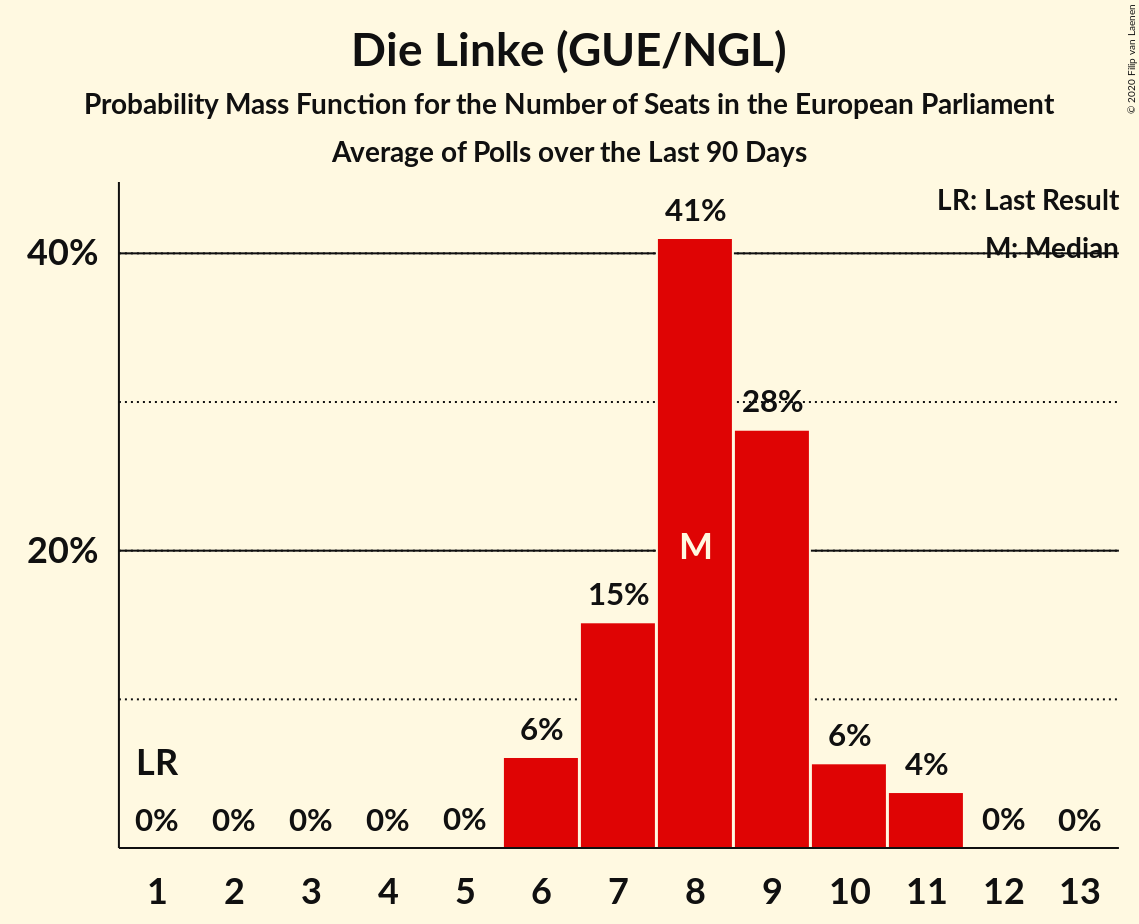 Die Linke (GUE/NGL)
Probability Mass Function for the Number of Seats in the European Parliament
Average of Polls over the Last 90 Days
© 2020 Filip van Laenen
LR: Last Result
M: Median
41%
40%
28%
M
20%
15%
6%
6%
4%
LR
0% 0% 0% 0% 0% 0% 0%
1 2 3 4 5 6 7 8 9 10 11 12 13